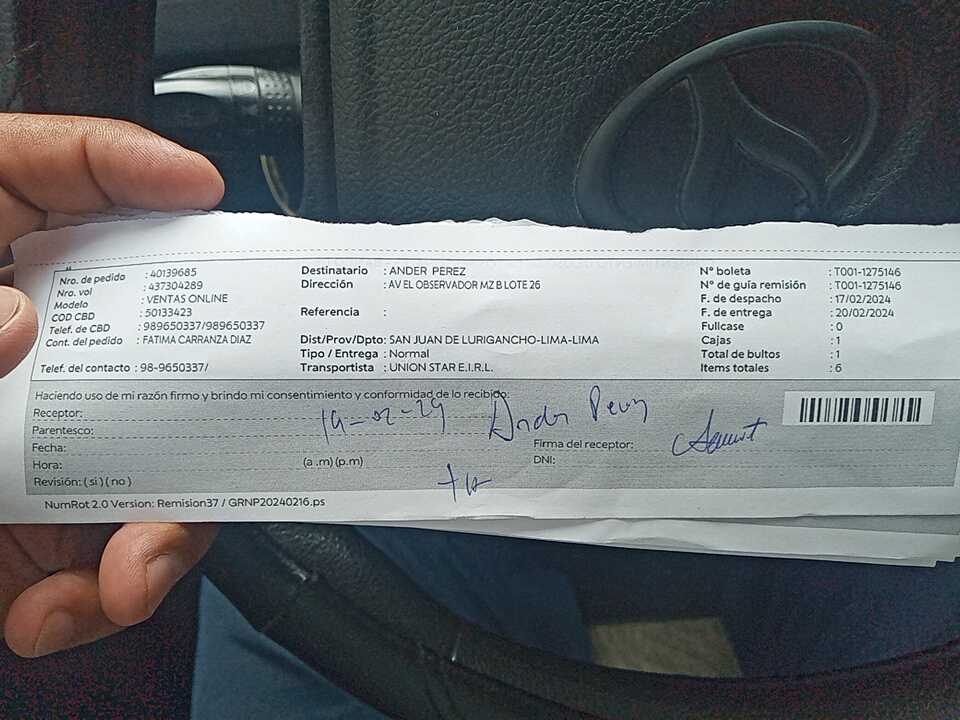 Nro. de pedido : 40139685
Nro. vol : 437304289
Modelo : VENTAS ONLINE
COD CBD : 50133423
Telef. de CBD : 989650337/989650337
Cont. del pedido : FATIMA CARRANZA DIAZ
Telef. del contacto : 98-9650337/
Destinatario : ANDER PEREZ
Dirección : AV EL OBSERVADOR MZ B LOTE 26
Referencia :
Dist/Prov/Dpto: SAN JUAN DE LURIGANCHO-LIMA-LIMA
Tipo / Entrega : Normal
Transportista : UNION STAR E.I.R.L.
N° boleta : T001-1275146
N° de guía remisión : T001-1275146
F. de despacho : 17/02/2024
F. de entrega : 20/02/2024
Fullcase : 0
Cajas : 1
Total de bultos : 1
Items totales : 6
Haciendo uso de mi razón firmo y brindo mi consentimiento y conformidad de lo recibido:
Receptor: Ander
Parentesco:
Fecha:
Firma del receptor:
Hora: (a .m) (p.m) DNI:
Revisión: ( si ) ( no )
NumRot 2.0 Version: Remision37 / GRNP20240216.ps